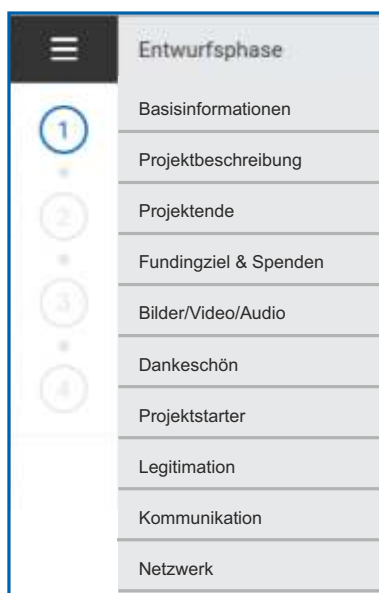 Entwurfsphase
1
2
3
4
Basisinformationen
Projektbeschreibung
Projektende
Fundingziel & Spenden
Bilder/Video/Audio
Dankeschön
Projektstarter
Legitimation
Kommunikation
Netzwerk